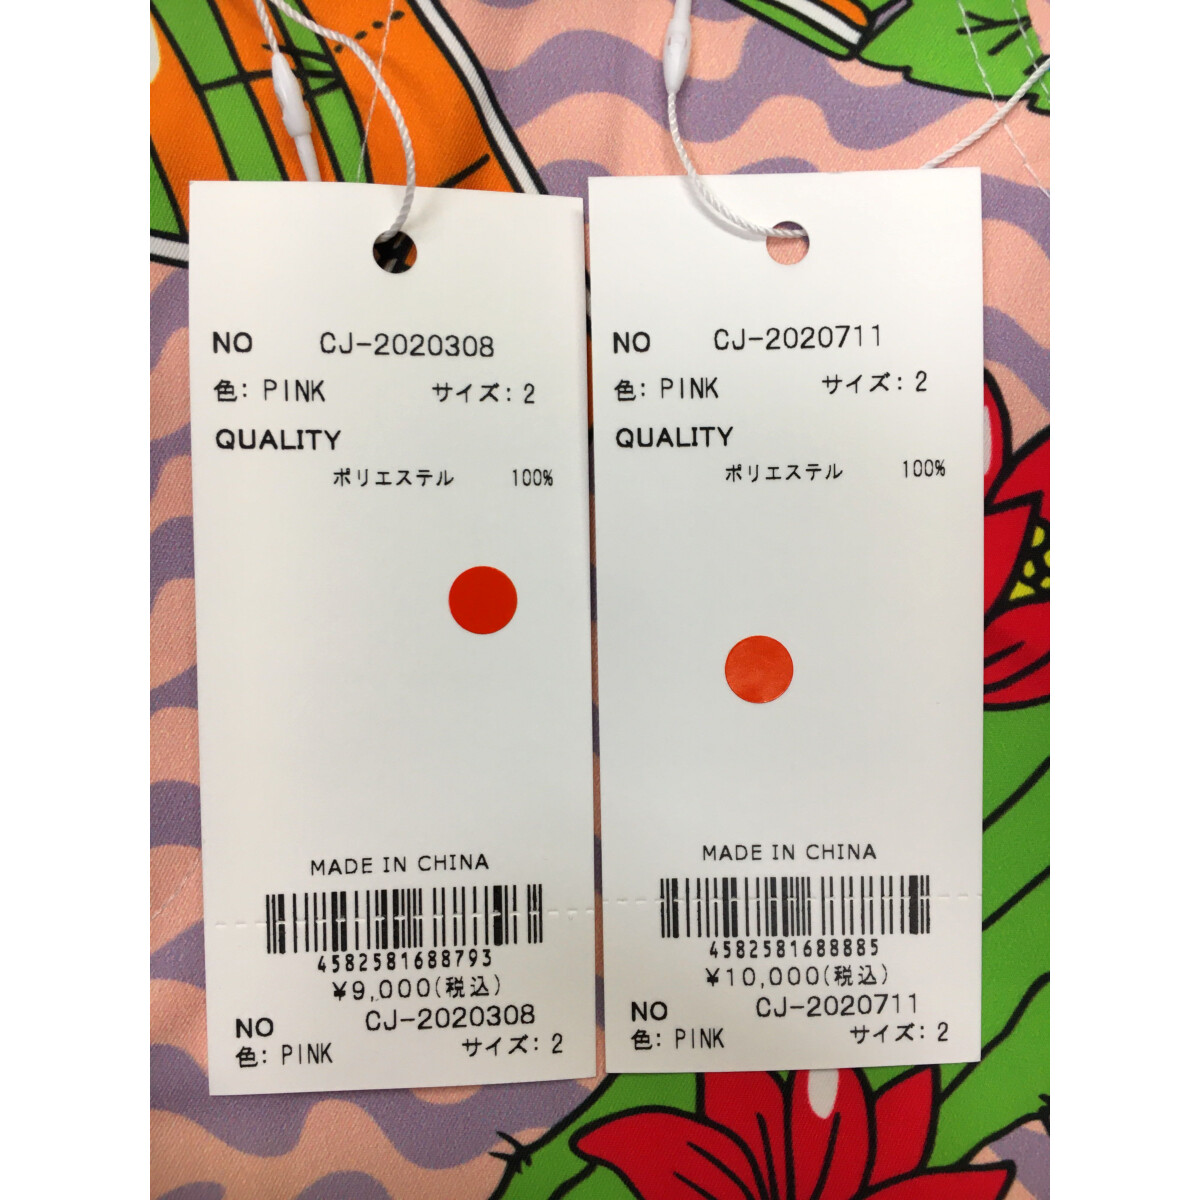 NO CJ-2020308
色: PINK サイズ: 2
QUALITY
ポリエステル 100%
MADE IN CHINA
4582581688793
¥9,000(税込)
NO CJ-2020308
色: PINK サイズ: 2
NO CJ-2020711
色: PINK サイズ: 2
QUALITY
ポリエステル 100%
MADE IN CHINA
4582581688885
¥10,000(税込)
NO CJ-2020711
色: PINK サイズ: 2